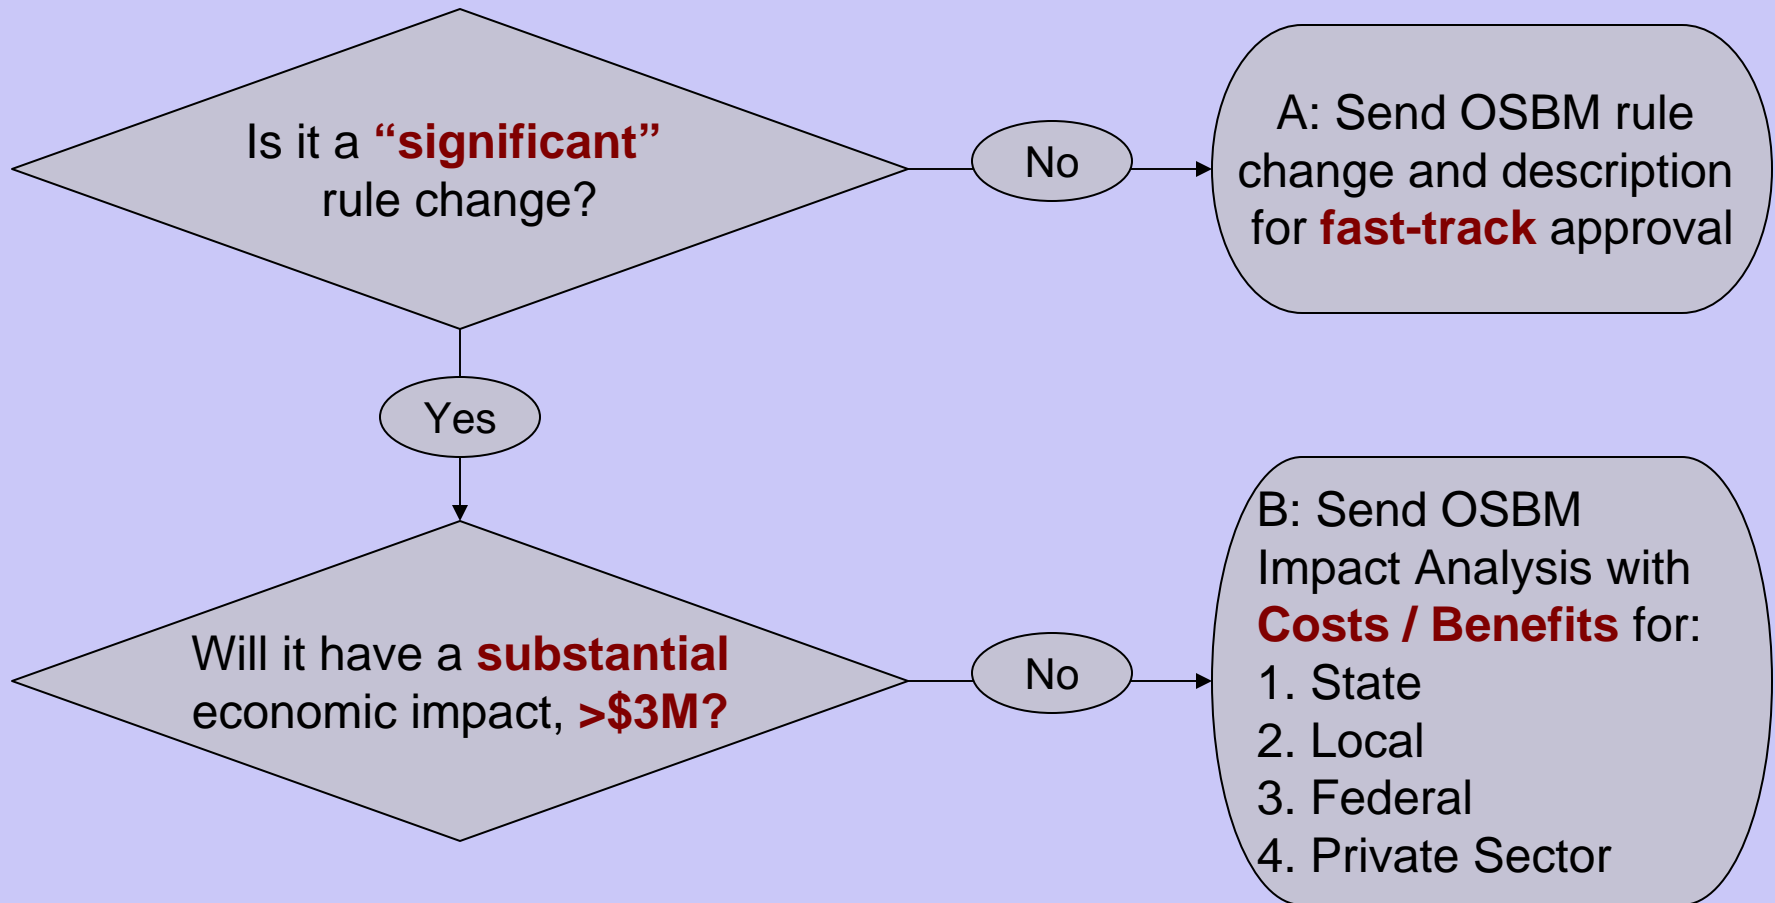 Is it a “significant”
rule change?
No
A: Send OSBM rule
change and description
for fast-track approval
Yes
Will it have a substantial
economic impact, >$3M?
No
B: Send OSBM
Impact Analysis with
Costs / Benefits for:
1. State
2. Local
3. Federal
4. Private Sector